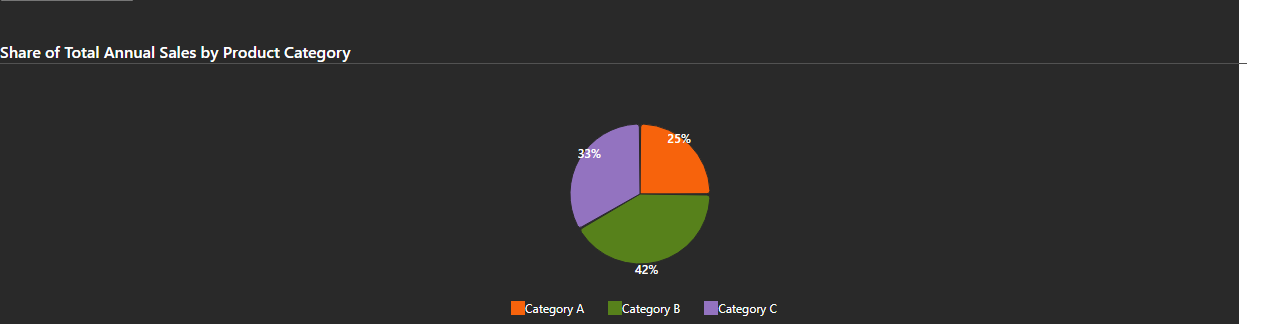 Share of Total Annual Sales by Product Category
25%
33%
42%
Category A Category B Category C